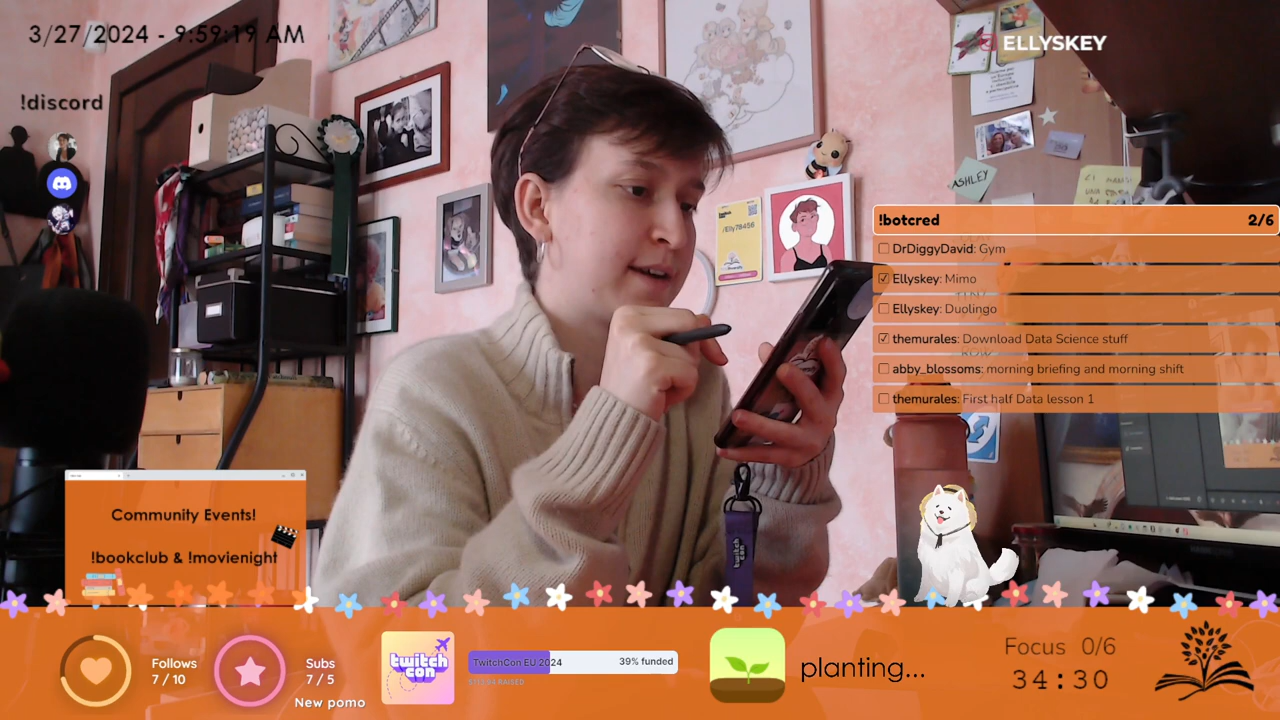 3/27/2024 - 9:59:19 AM
ELLYSKEY
!discord
ASHLEY
/Elly78456
!botcred 2/6
DrDiggyDavid: Gym
Ellyskey: Mimo
Ellyskey: Duolingo
themurales: Download Data Science stuff
abby_blossoms: morning briefing and morning shift
themurales: First half Data lesson 1
Community Events!
!bookclub & !movienight
twitch
Follows
7 / 10
Subs
7 / 5
New pomo
twitch
con
TwitchCon EU 2024 39% funded
planting...
Focus 0/6
34:30